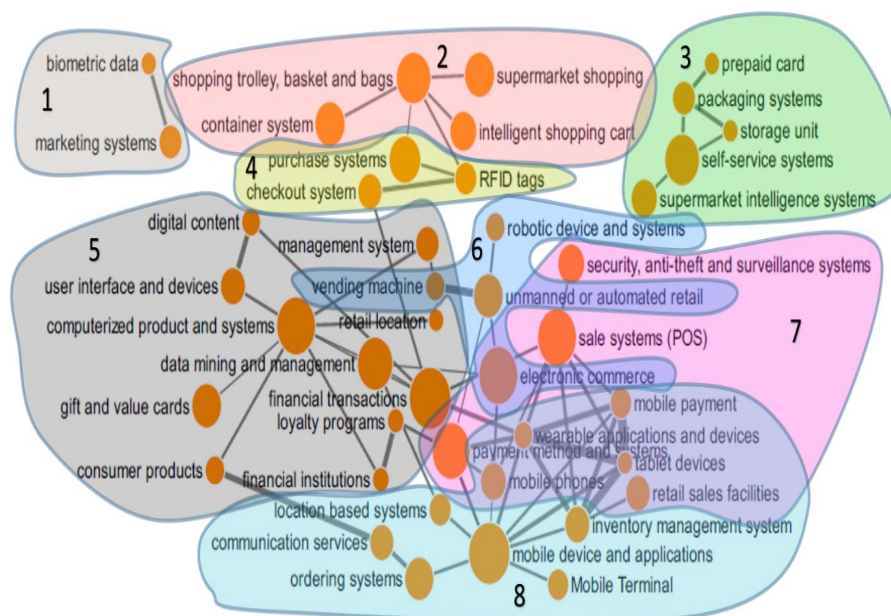 biometric data
1
marketing systems
2
shopping trolley, basket and bags
supermarket shopping
container system
intelligent shopping cart
3
prepaid card
packaging systems
storage unit
self-service systems
supermarket intelligence systems
4
purchase systems
checkout system
RFID tags
5
digital content
management system
user interface and devices
vending machine
computerized product and systems
retail location
data mining and management
gift and value cards
financial transactions
loyalty programs
consumer products
financial institutions
6
robotic device and systems
unmanned or automated retail
electronic commerce
7
security, anti-theft and surveillance systems
sale systems (POS)
mobile payment
wearable applications and devices
payment method and systems
tablet devices
mobile phones
retail sales facilities
location based systems
inventory management system
communication services
mobile device and applications
ordering systems
Mobile Terminal
8